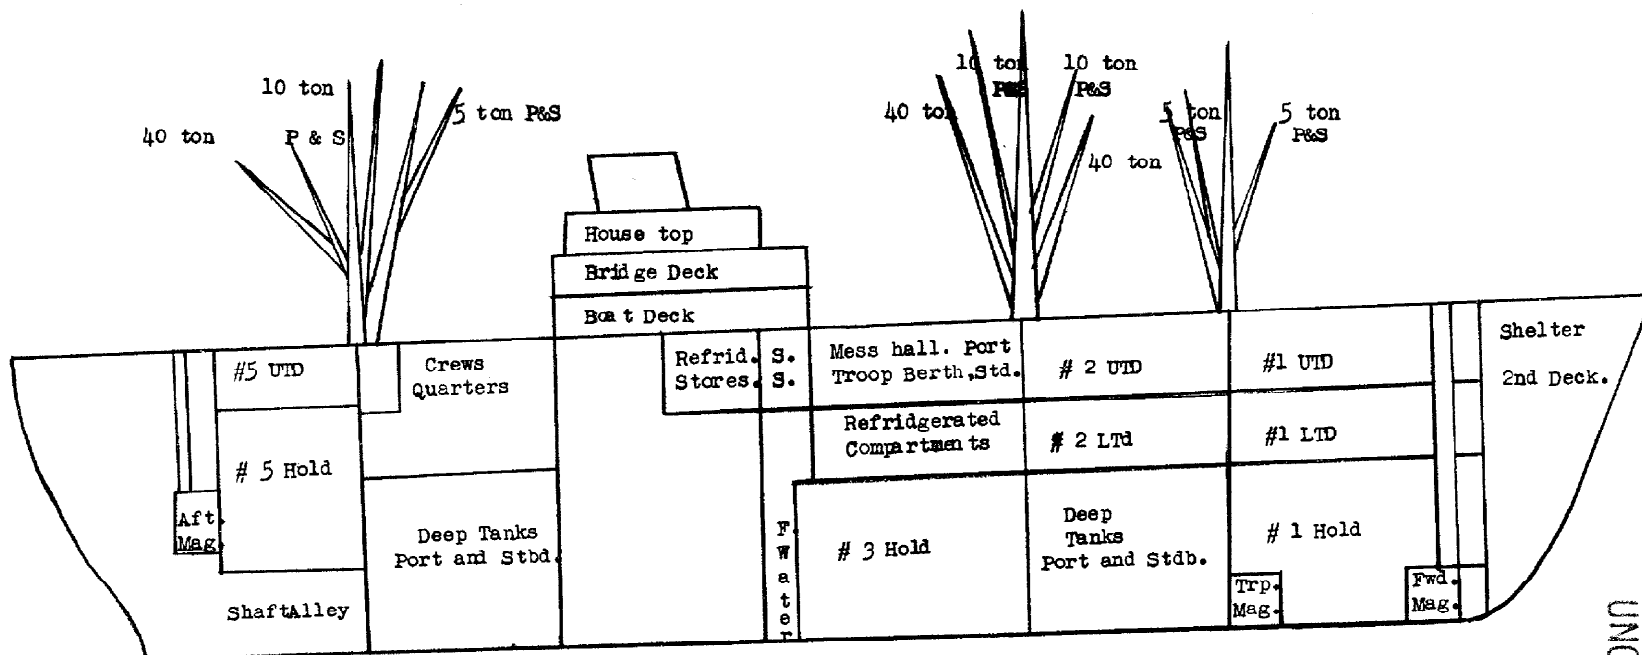 10 ton
40 ton
P & S
5 ton P&S
10 ton
P&S
10 ton
P&S
40 ton
40 ton
5 ton
P&S
5 ton
P&S
House top
Bridge Deck
Boat Deck
#5 UTD
Crews
Quarters
Refrid.
Stores.
S.
S.
Mess hall. Port
Troop Berth,Std.
# 2 UTD
#1 UTD
Shelter
2nd Deck.
Refridgerated
Compartments
# 2 LTd
#1 LTD
# 5 Hold
Aft.
Mag.
Deep Tanks
Port and Stbd.
F.
W
a
t
e
r
# 3 Hold
Deep
Tanks
Port and Stdb.
# 1 Hold
Trp.
Mag.
Fwd.
Mag.
ShaftAlley